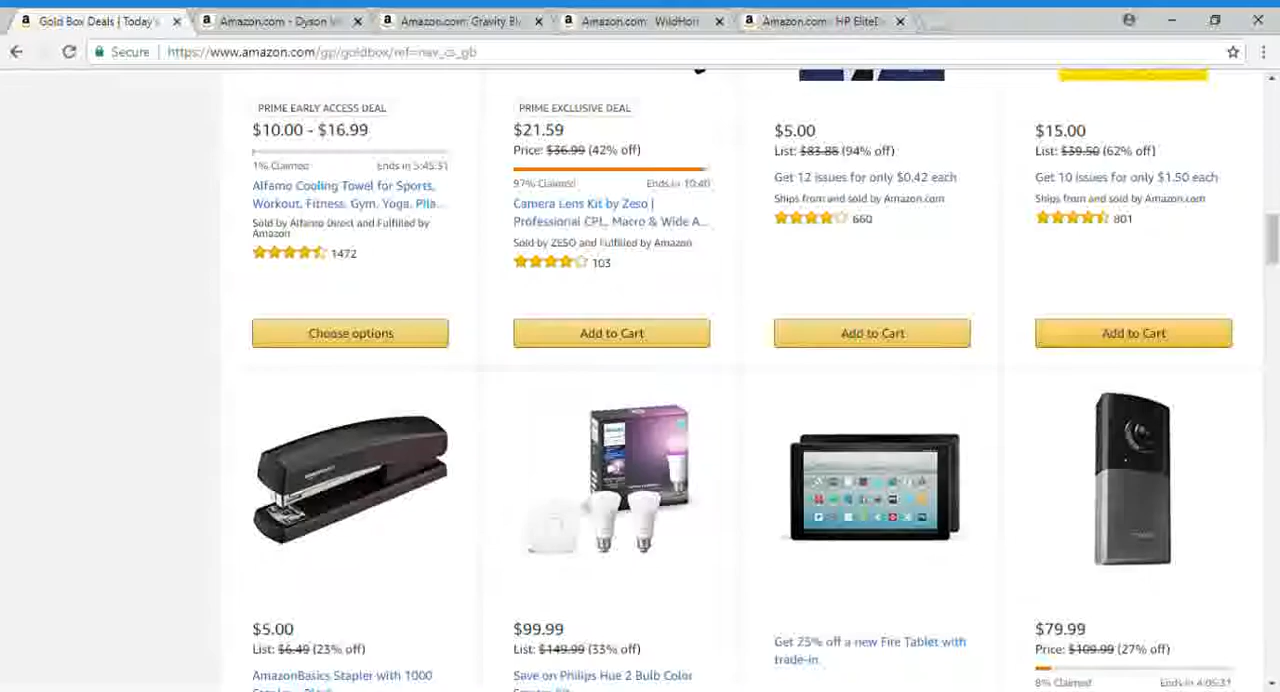 Gold Box Deals | Today's
Amazon.com - Dyson
Amazon.com: Gravity Bl
Amazon.com: WildHorn
Amazon.com: HP EliteD
Secure
https://www.amazon.com/gp/goldbox/ref=nav_cs_gb
PRIME EARLY ACCESS DEAL
$10.00 - $16.99
1% Claimed
Ends in 5:45:31
Alfamo Cooling Towel for Sports,
Workout, Fitness, Gym, Yoga, Pila...
Sold by Alfamo Direct and Fulfilled by
Amazon
1472
Choose options
PRIME EXCLUSIVE DEAL
$21.59
Price: $36.99 (42% off)
97% Claimed
Ends in 10:40
Camera Lens Kit by Zeso |
Professional CPL, Macro & Wide A...
Sold by ZESO and Fulfilled by Amazon
103
Add to Cart
$5.00
List: $83.88 (94% off)
Get 12 issues for only $0.42 each
Ships from and sold by Amazon.com
660
Add to Cart
$15.00
List: $39.50 (62% off)
Get 10 issues for only $1.50 each
Ships from and sold by Amazon.com
801
Add to Cart
$5.00
List: $6.49 (23% off)
AmazonBasics Stapler with 1000
$99.99
List: $149.99 (33% off)
Save on Philips Hue 2 Bulb Color
Get 25% off a new Fire Tablet with
trade-in.
$79.99
Price: $109.99 (27% off)
8% Claimed
Ends in 4:05:31